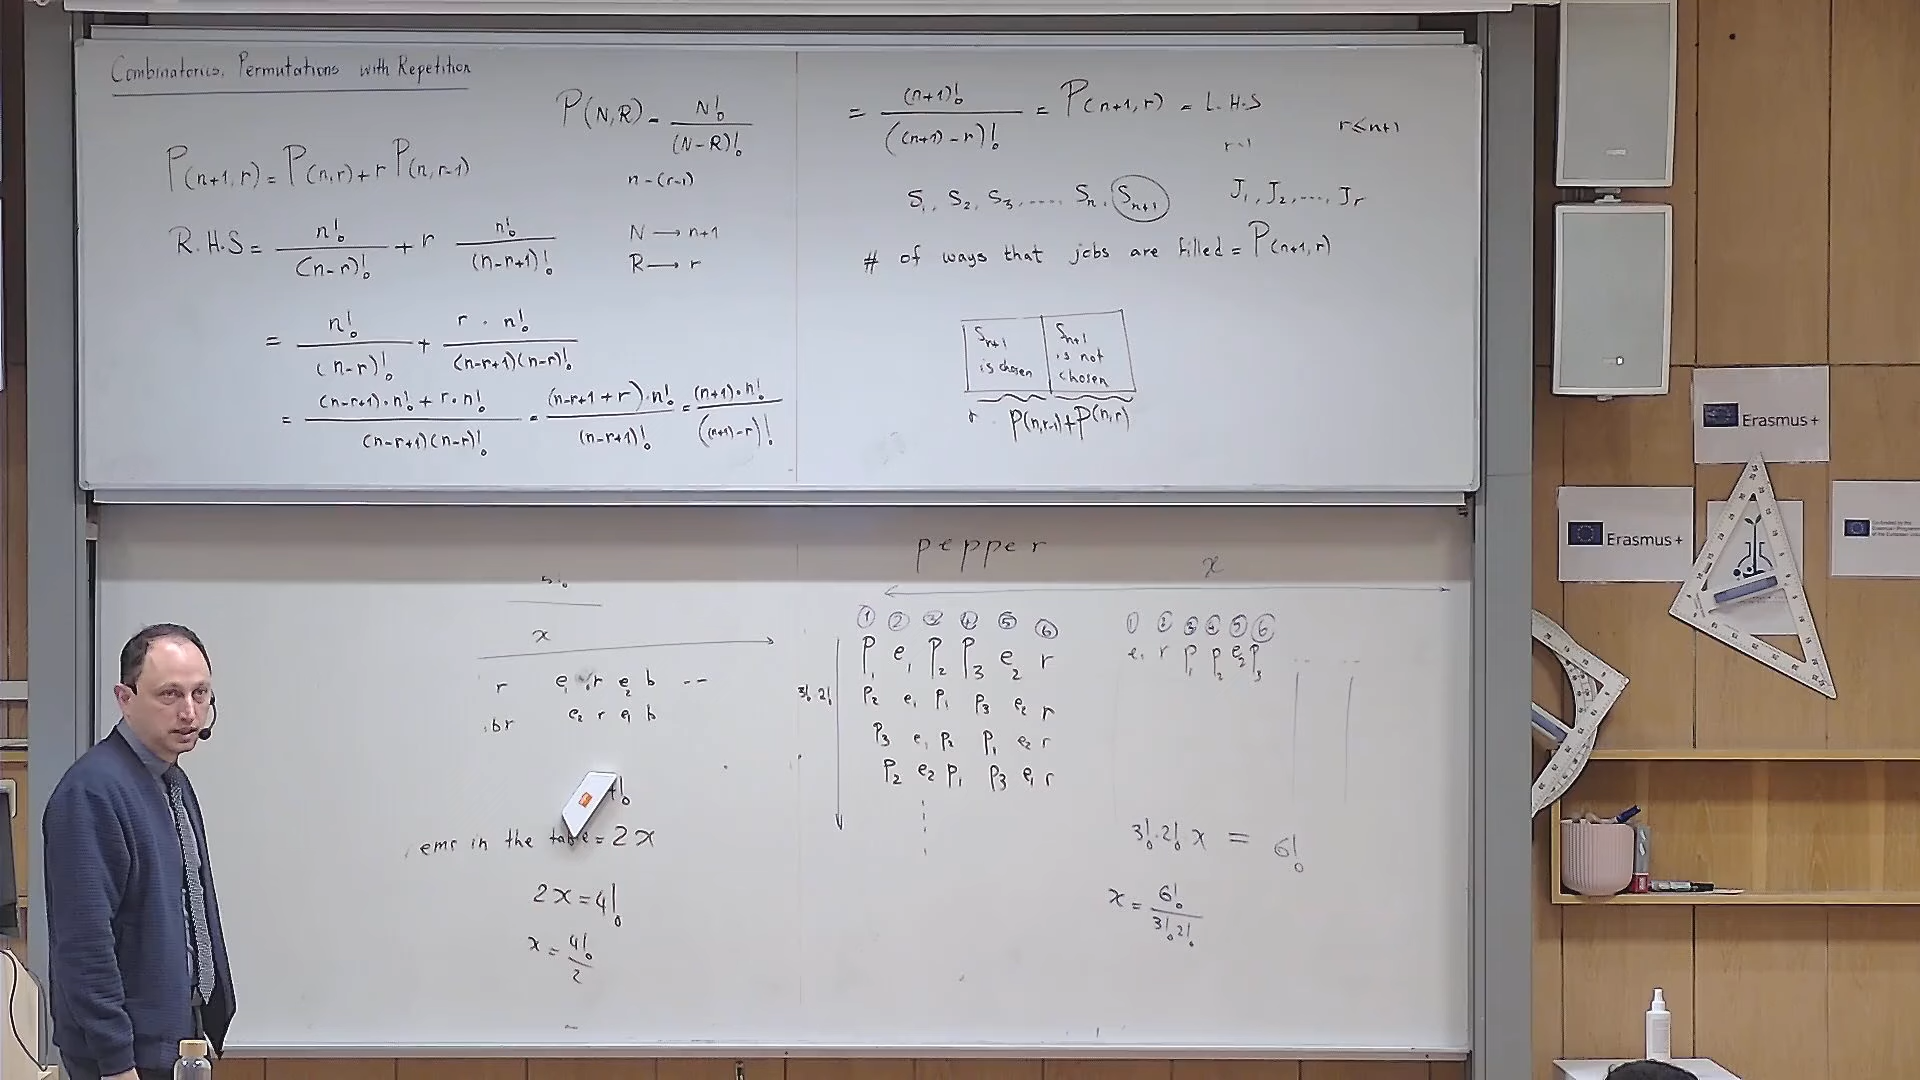 Combinatorics, Permutations with Repetition
P(N,R) = N! / (N-R)!
P(n+1,r) = P(n,r) + r P(n,r-1)
n-(r-1)
R.H.S = n! / (n-r)! + r n! / (n-r+1)!
N → n+1
R → r
= n! / (n-r)! + r · n! / (n-r+1)(n-r)!
= (n-r+1)·n! + r·n! / (n-r+1)(n-r)! = (n-r+1+r)·n! / (n-r+1)! = (n+1)·n! / ((n+1)-r)!
= (n+1)! / ((n+1)-r)! = P(n+1,r) = L.H.S
r≤n+1
S1, S2, S3, ...., Sn, Sn+1
J1, J2, ..., Jr
# of ways that jobs are filled = P(n+1,r)
Sn+1 is chosen
Sn+1 is not chosen
r · P(n,r-1) + P(n,r)
x
r e1 r e2 b --
br e2 r e1 b
4!
ems in the table = 2x
2x = 4!
x = 4! / 2
pepper
x
1 2 3 4 5 6
P1 e1 P2 P3 e2 r
P2 e1 P1 P3 e2 r
P3 e1 P2 P1 e2 r
P2 e2 P1 P3 e1 r
3!·2!
1 2 3 4 5 6
e1 r P1 P2 e2 P3
3!·2! x = 6!
x = 6! / 3! 2!
Erasmus+
Erasmus+